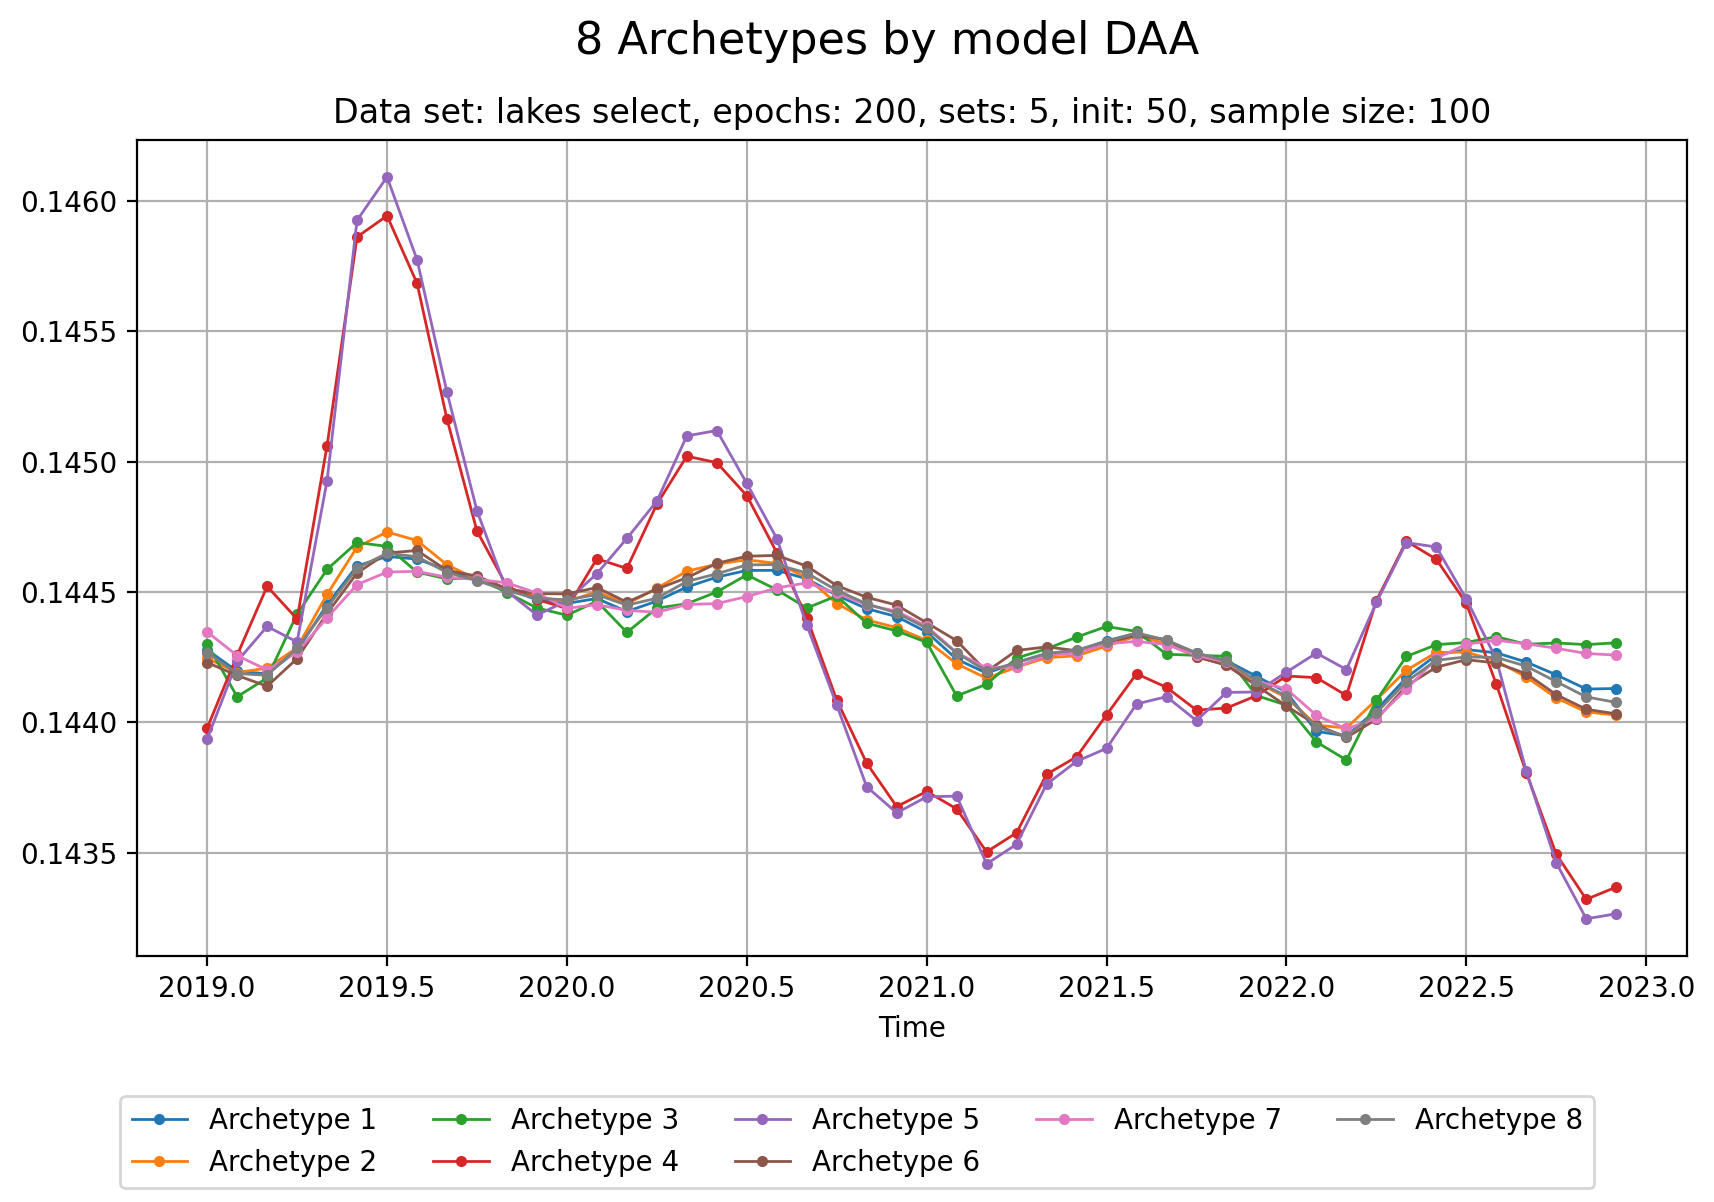 8 Archetypes by model DAA
Data set: lakes select, epochs: 200, sets: 5, init: 50, sample size: 100
0.1460
0.1455
0.1450
0.1445
0.1440
0.1435
2019.0 2019.5 2020.0 2020.5 2021.0 2021.5 2022.0 2022.5 2023.0
Time
Archetype 1 Archetype 3 Archetype 5 Archetype 7 Archetype 8
Archetype 2 Archetype 4 Archetype 6